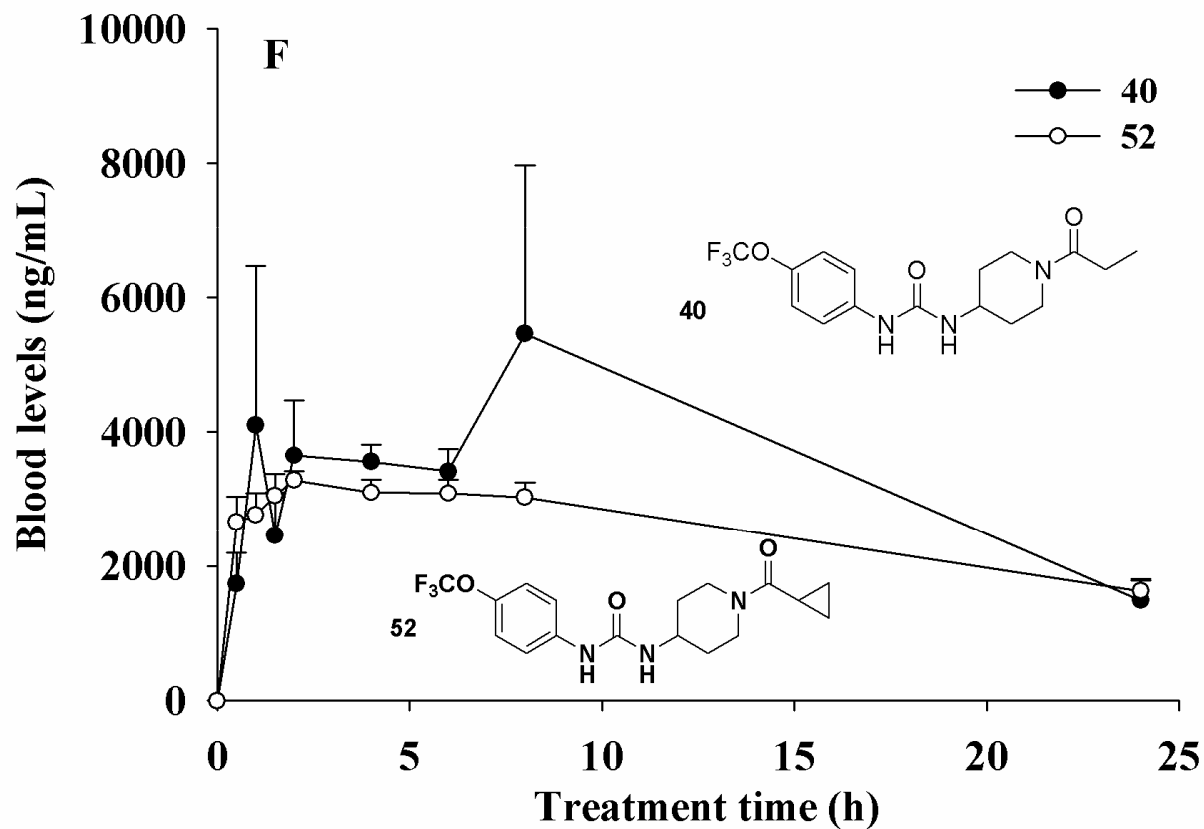 F
40
52
Blood levels (ng/mL)
10000
8000
6000
4000
2000
0
0 5 10 15 20 25
Treatment time (h)
F₃CO
O
N
H
N
H
N
O
40
F₃CO
O
N
H
N
H
N
O
52